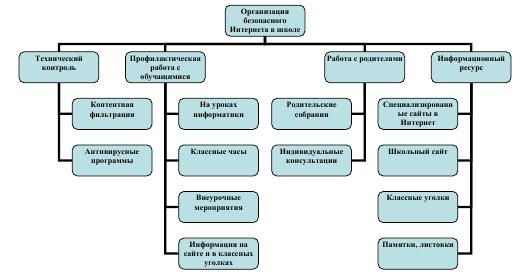 Организация
безопасного
Интернета в школе
Технический
контроль
Профилактическая
работа с
обучающимися
Работа с родителями
Информационный
ресурс
Контентная
фильтрация
Антивирусные
программы
На уроках
информатики
Классные часы
Внеурочные
мероприятия
Информация на
сайте и в классных
уголках
Родительские
собрания
Индивидуальные
консультации
Специализированн
ые сайты в
Интернет
Школьный сайт
Классные уголки
Памятки, листовки